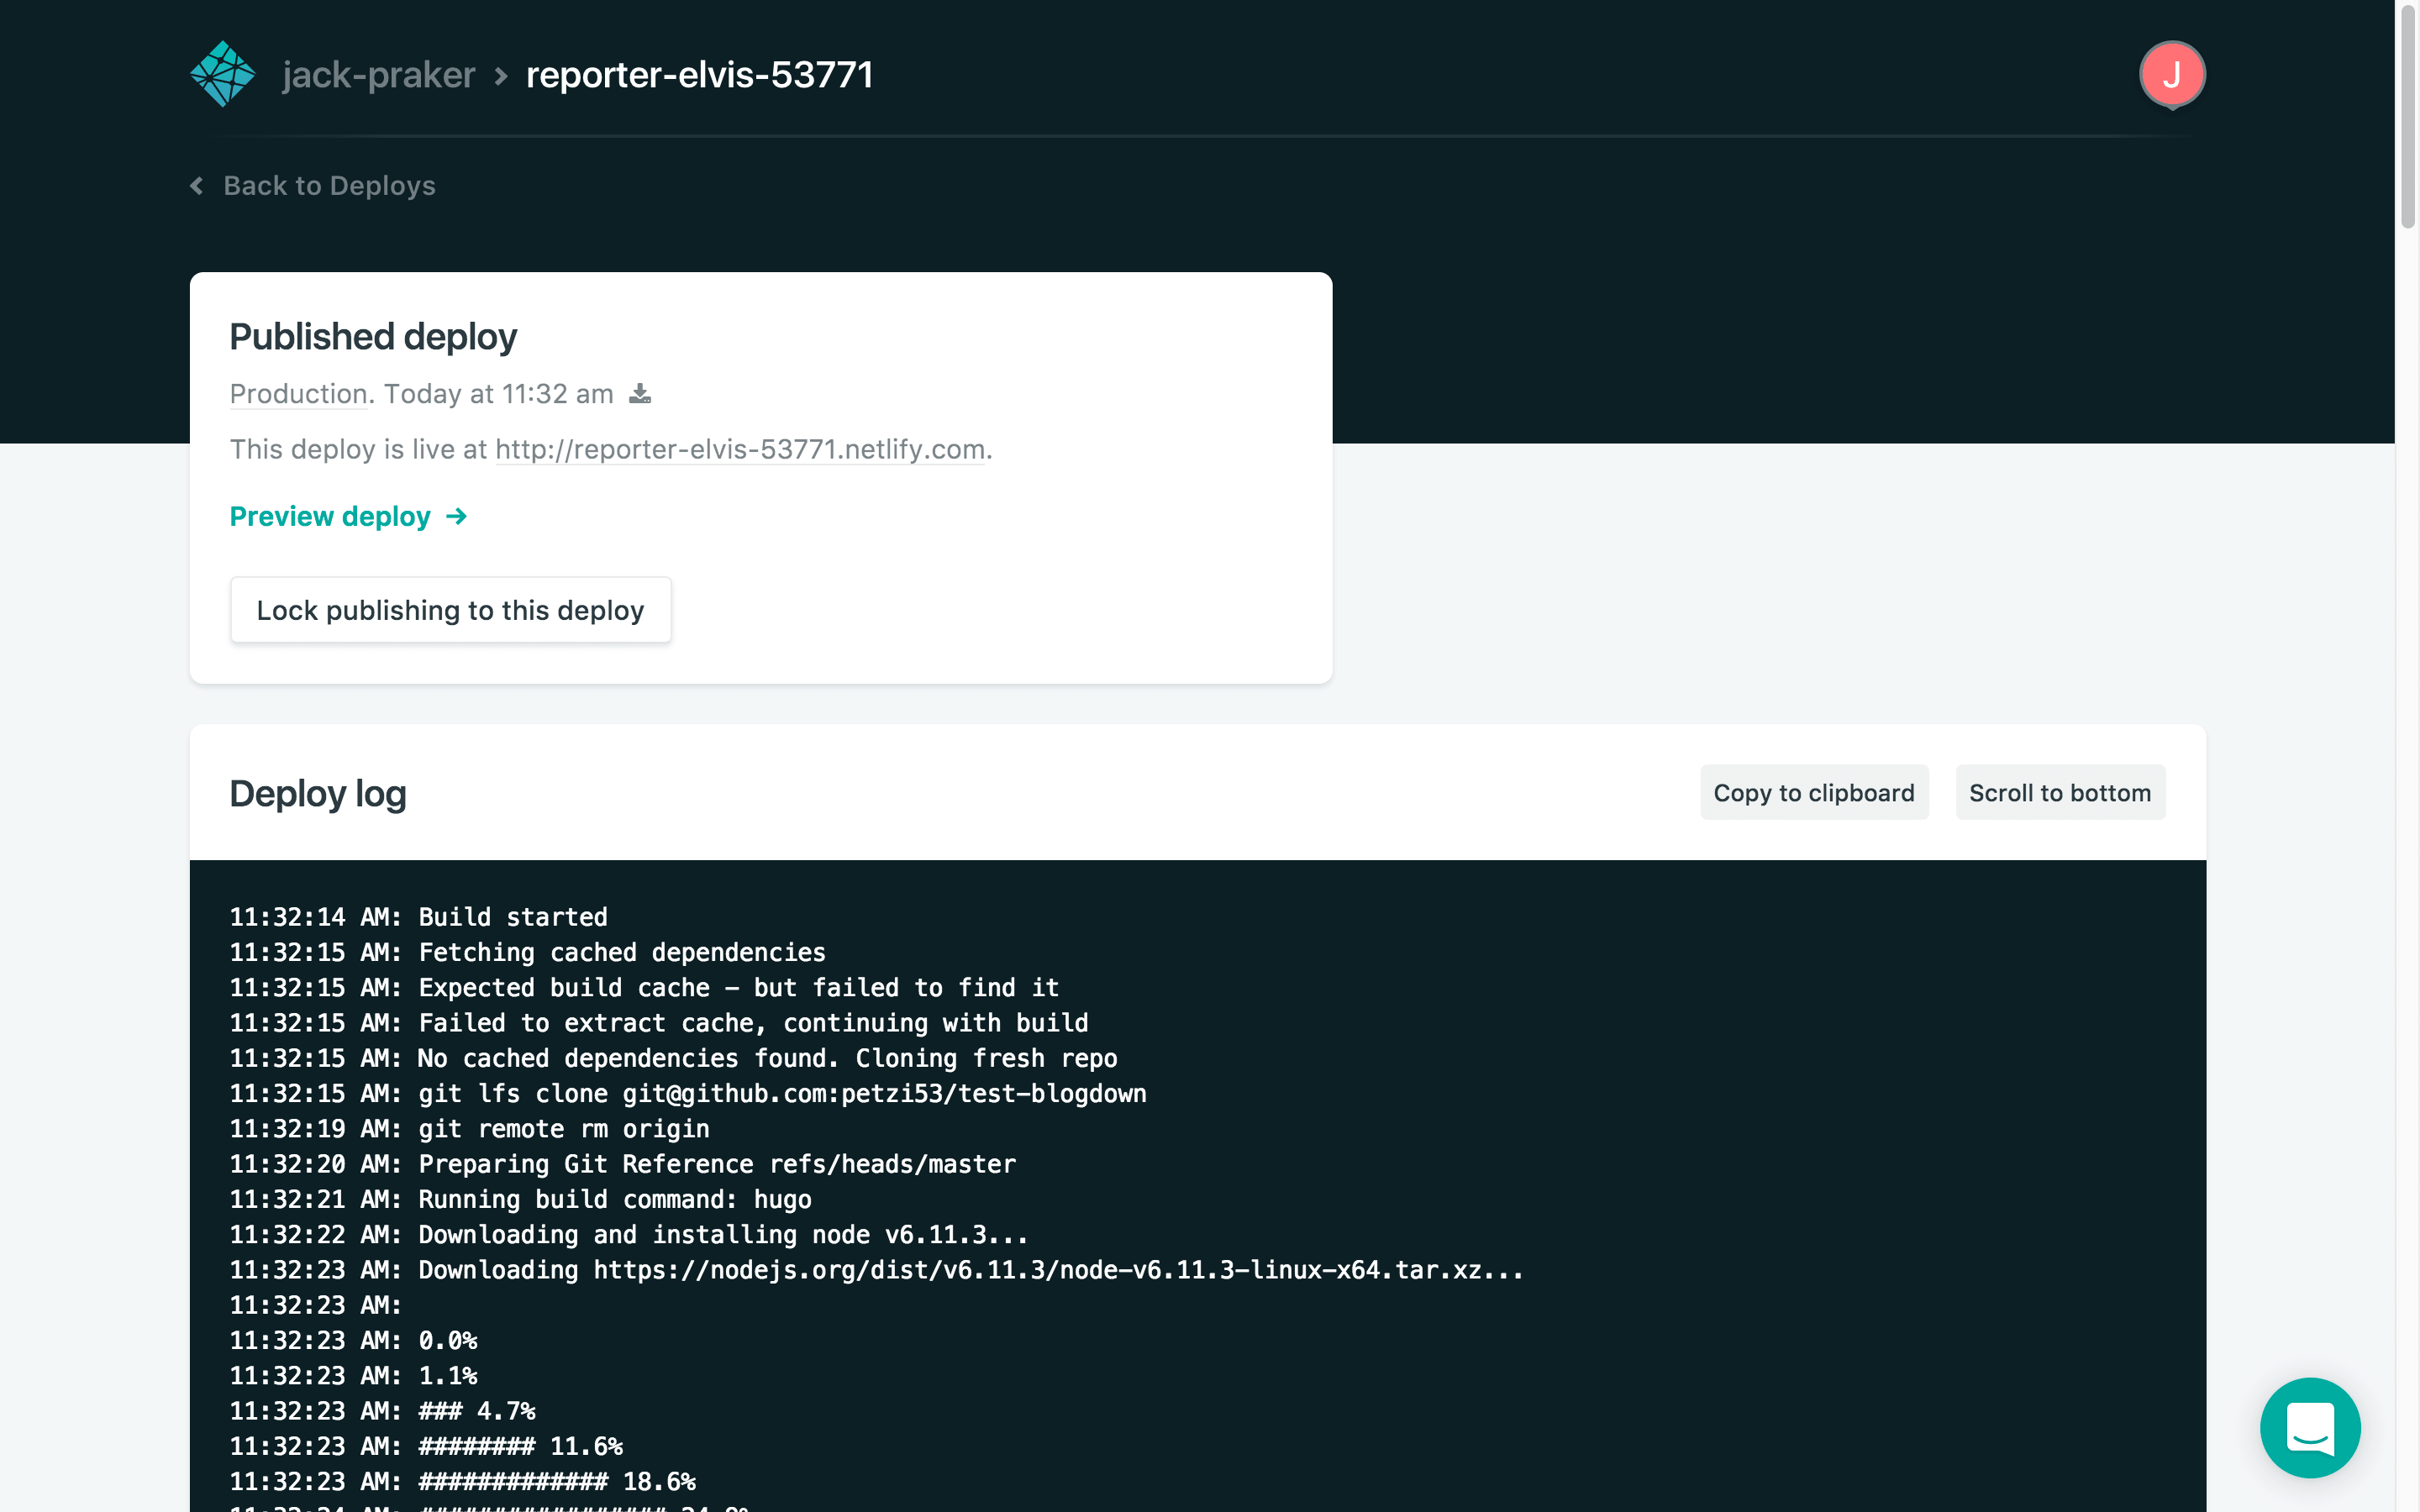 jack-praker > reporter-elvis-53771
J
Back to Deploys
Published deploy
Production. Today at 11:32 am
This deploy is live at http://reporter-elvis-53771.netlify.com.
Preview deploy →
Lock publishing to this deploy
Deploy log
Copy to clipboard
Scroll to bottom
11:32:14 AM: Build started
11:32:15 AM: Fetching cached dependencies
11:32:15 AM: Expected build cache – but failed to find it
11:32:15 AM: Failed to extract cache, continuing with build
11:32:15 AM: No cached dependencies found. Cloning fresh repo
11:32:15 AM: git lfs clone git@github.com:petzi53/test-blogdown
11:32:19 AM: git remote rm origin
11:32:20 AM: Preparing Git Reference refs/heads/master
11:32:21 AM: Running build command: hugo
11:32:22 AM: Downloading and installing node v6.11.3...
11:32:23 AM: Downloading https://nodejs.org/dist/v6.11.3/node-v6.11.3-linux-x64.tar.xz...
11:32:23 AM:
11:32:23 AM: 0.0%
11:32:23 AM: 1.1%
11:32:23 AM: ### 4.7%
11:32:23 AM: ######## 11.6%
11:32:23 AM: ############# 18.6%